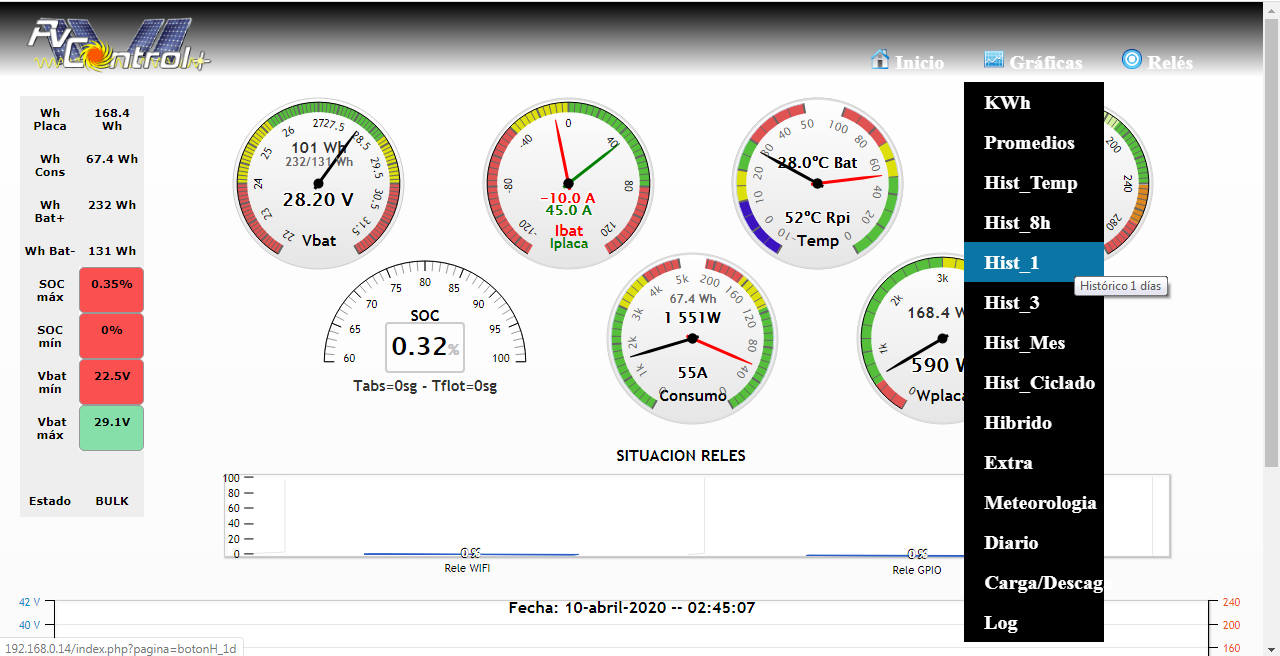 PV Control+
Inicio
Gráficas
Relés
Wh Placa
168.4 Wh
Wh Cons
67.4 Wh
Wh Bat+
232 Wh
Wh Bat-
131 Wh
SOC máx
0.35%
SOC mín
0%
Vbat mín
22.5V
Vbat máx
29.1V
Estado
BULK
22 23 24 25 26 27 27.5 28.5 29.5 30.5 31.5
101 Wh
232/131 Wh
28.20 V
Vbat
-120 -80 -40 0 40 80 120
-10.0 A
45.0 A
Ibat
Iplaca
-10 0 10 20 30 40 50
100 80 60 40 20 0
28.0ºC Bat
52ºC Rpi
Temp
200
240
280
60 65 70 75 80 85 90 95 100
SOC
0.32%
Tabs=0sg - Tflot=0sg
0 1k 2k 3k 4k 5k
200 160 120 80 40 0
67.4 Wh
1 551W
55A
Consumo
0 1k 2k 3k
168.4 W
590 W
Wplaca
KWh
Promedios
Hist_Temp
Hist_8h
Hist_1
Histórico 1 días
Hist_3
Hist_Mes
Hist_Ciclado
Hibrido
Extra
Meteorologia
Diario
Carga/Descag
Log
SITUACION RELES
100
80
60
40
20
0
Rele WIFI
Rele GPIO
Fecha: 10-abril-2020 -- 02:45:07
42 V
40 V
240
200
160
192.168.0.14/index.php?pagina=botonH_1d